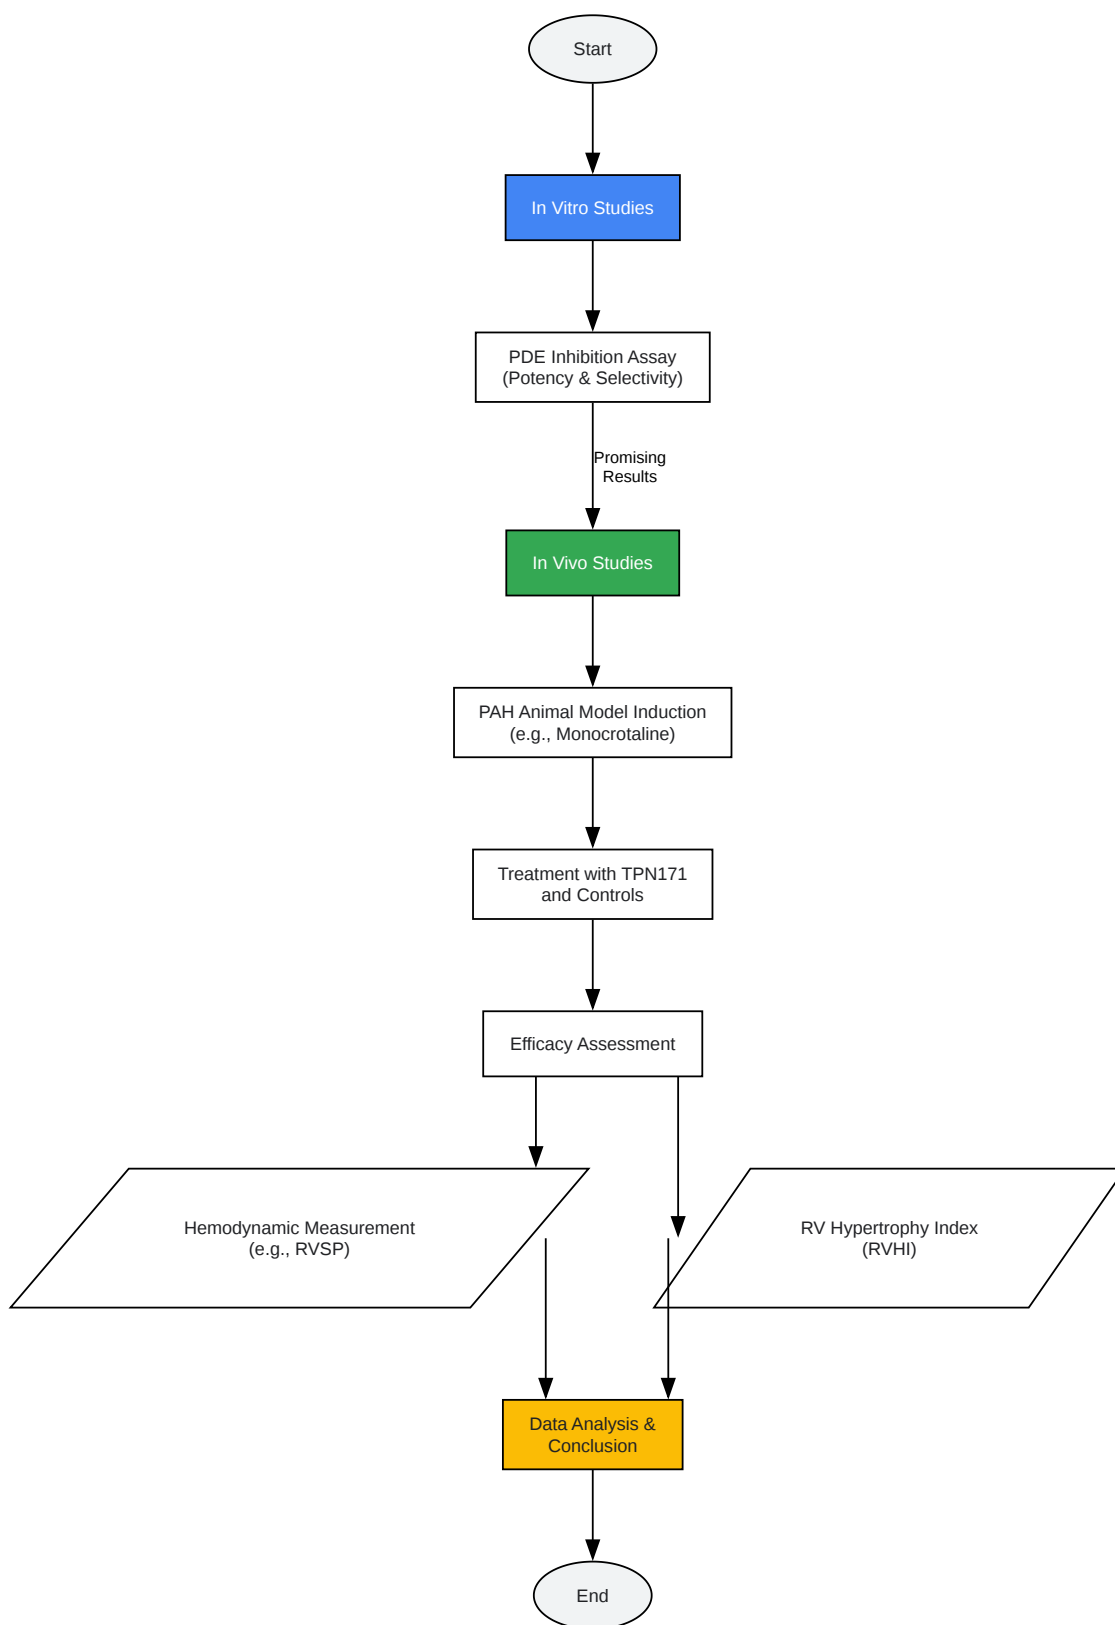 Start
In Vitro Studies
PDE Inhibition Assay
(Potency & Selectivity)
Promising
Results
In Vivo Studies
PAH Animal Model Induction
(e.g., Monocrotaline)
Treatment with TPN171
and Controls
Efficacy Assessment
Hemodynamic Measurement
(e.g., RVSP)
RV Hypertrophy Index
(RVHI)
Data Analysis &
Conclusion
End